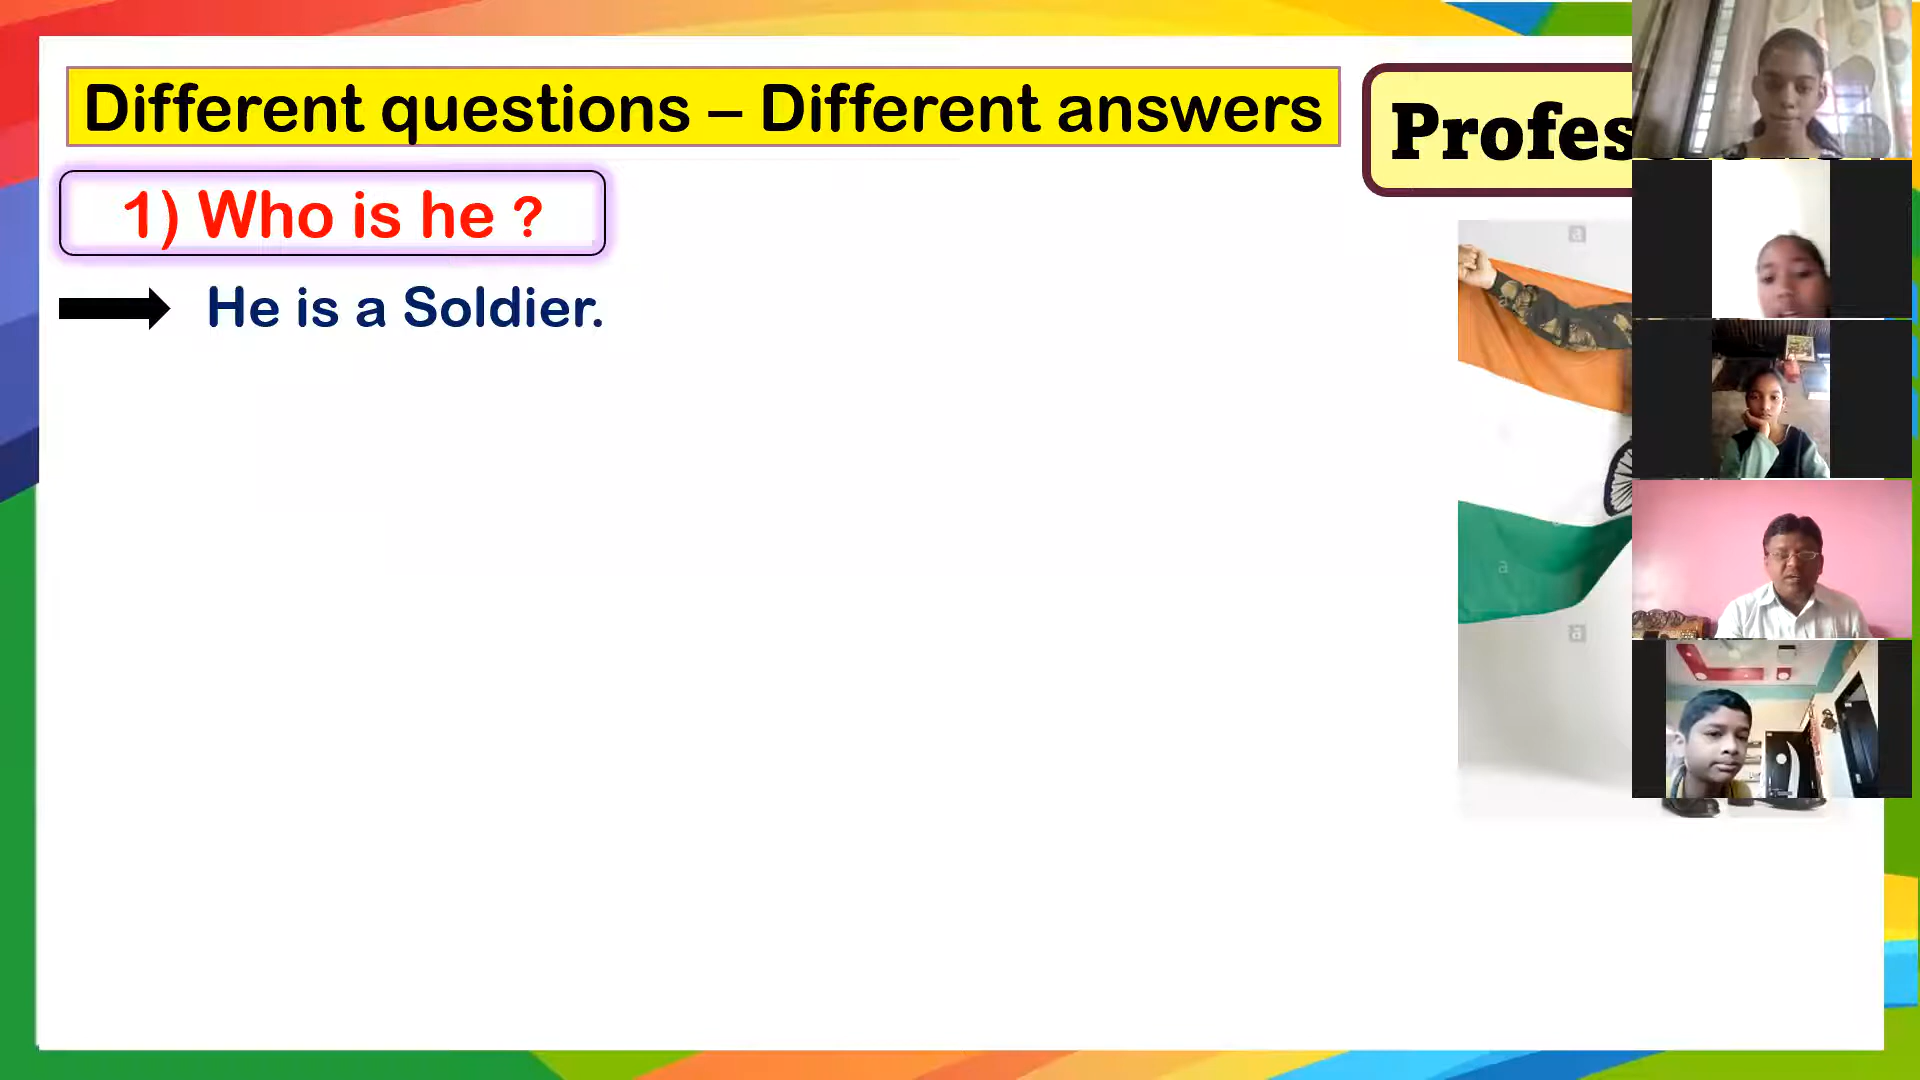 Different questions – Different answers
Profes
1) Who is he ?
He is a Soldier.
a
a
a